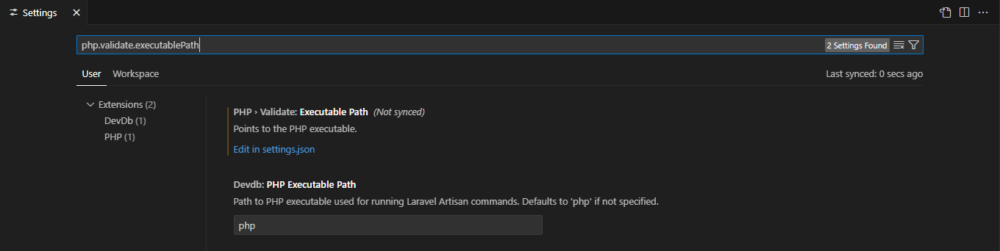 Settings
php.validate.executablePath
2 Settings Found
User Workspace
Last synced: 0 secs ago
Extensions (2)
DevDb (1)
PHP (1)
PHP › Validate: Executable Path (Not synced)
Points to the PHP executable.
Edit in settings.json
Devdb: PHP Executable Path
Path to PHP executable used for running Laravel Artisan commands. Defaults to 'php' if not specified.
php